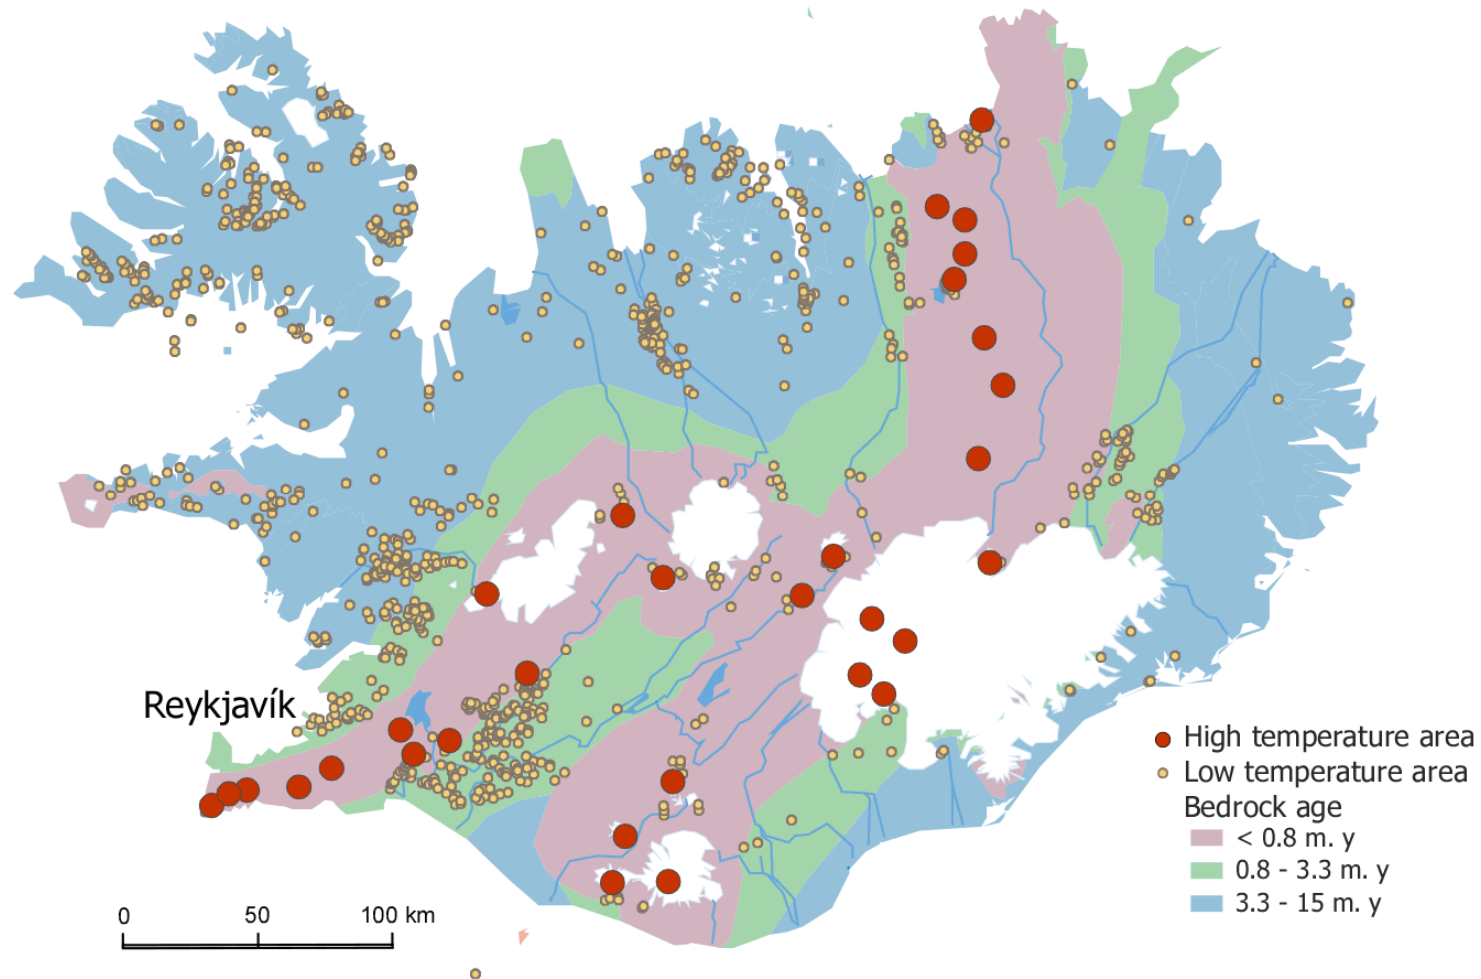 Reykjavík
High temperature area
Low temperature area
Bedrock age
< 0.8 m. y
0.8 - 3.3 m. y
3.3 - 15 m. y
0 50 100 km